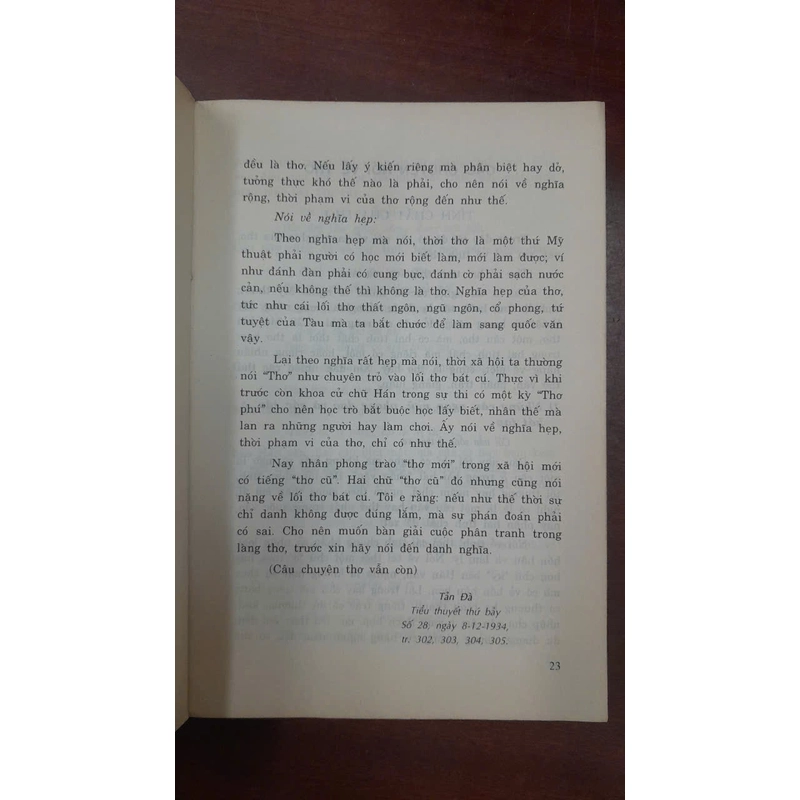 đều là thơ. Nếu lấy ý kiến riêng mà phân biệt hay dở,
tưởng thực khó thế nào là phải, cho nên nói về nghĩa
rộng, thời phạm vi của thơ rộng đến như thế.
Nói về nghĩa hẹp:
Theo nghĩa hẹp mà nói, thời thơ là một thứ Mỹ
thuật phải người có học mới biết làm, mới làm được; ví
như đánh đàn phải có cung bực, đánh cờ phải sạch nước
cản, nếu không thế thì không là thơ. Nghĩa hẹp của thơ,
tức như cái lối thơ thất ngôn, ngũ ngôn, cổ phong, tứ
tuyệt của Tàu mà ta bắt chước để làm sang quốc văn
vậy.
Lại theo nghĩa rất hẹp mà nói, thời xã hội ta thường
nói “Thơ” như chuyên trỏ vào lối thơ bát cú. Thực vì khi
trước còn khoa cử chữ Hán trong sự thi có một kỳ “Thơ
phú” cho nên học trò bắt buộc học lấy biết, nhân thế mà
lan ra những người hay làm chơi. Ấy nói về nghĩa hẹp,
thời phạm vi của thơ, chỉ có như thế.
Nay nhân phong trào “thơ mới” trong xã hội mới
có tiếng “thơ cũ”. Hai chữ “thơ cũ” đó nhưng cũng nói
nặng về lối thơ bát cú. Tôi e rằng: nếu như thế thời sự
chỉ danh không được đúng lắm, mà sự phán đoán phải
có sai. Cho nên muốn bàn giải cuộc phân tranh trong
làng thơ, trước xin hãy nói đến danh nghĩa.
(Câu chuyện thơ vẫn còn)
Tản Đà
Tiểu thuyết thứ bảy
Số 28, ngày 8-12-1934,
tr. 302, 303, 304, 305.
23